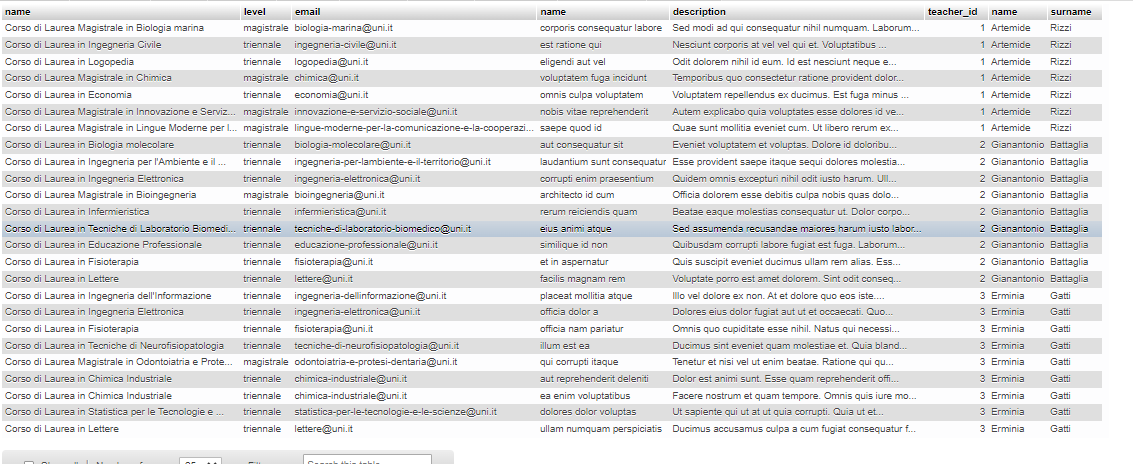 name level email name description teacher_id name surname
Corso di Laurea Magistrale in Biologia marina magistrale biologia-marina@uni.it corporis consequatur labore Sed modi ad qui consequatur nihil numquam. Laborum... 1 Artemide Rizzi
Corso di Laurea in Ingegneria Civile triennale ingegneria-civile@uni.it est ratione qui Nesciunt corporis at vel vel qui et. Voluptatibus ... 1 Artemide Rizzi
Corso di Laurea in Logopedia triennale logopedia@uni.it eligendi aut vel Odit dolorem nihil id eum. Id est nesciunt neque e... 1 Artemide Rizzi
Corso di Laurea Magistrale in Chimica magistrale chimica@uni.it voluptatem fuga incidunt Temporibus quo consectetur ratione provident dolor... 1 Artemide Rizzi
Corso di Laurea in Economia triennale economia@uni.it omnis culpa voluptatem Voluptatem repellendus ex ducimus. Est fuga minus ... 1 Artemide Rizzi
Corso di Laurea Magistrale in Innovazione e Serviz... magistrale innovazione-e-servizio-sociale@uni.it nobis vitae reprehenderit Autem explicabo quia voluptates esse dolores id ve... 1 Artemide Rizzi
Corso di Laurea Magistrale in Lingue Moderne per l... magistrale lingue-moderne-per-la-comunicazione-e-la-cooperazi... saepe quod id Quae sunt mollitia eveniet cum. Ut libero rerum ex... 1 Artemide Rizzi
Corso di Laurea in Biologia molecolare triennale biologia-molecolare@uni.it aut consequatur sit Eveniet voluptatem et voluptas. Dolore id doloribu... 2 Gianantonio Battaglia
Corso di Laurea in Ingegneria per l'Ambiente e il ... triennale ingegneria-per-lambiente-e-il-territorio@uni.it laudantium sunt consequatur Esse provident saepe itaque sequi dolores molestia... 2 Gianantonio Battaglia
Corso di Laurea in Ingegneria Elettronica triennale ingegneria-elettronica@uni.it corrupti enim praesentium Quidem omnis excepturi nihil odit iusto harum. Ull... 2 Gianantonio Battaglia
Corso di Laurea Magistrale in Bioingegneria magistrale bioingegneria@uni.it architecto id cum Officia dolorem esse debitis culpa nobis quas dolo... 2 Gianantonio Battaglia
Corso di Laurea in Infermieristica triennale infermieristica@uni.it rerum reiciendis quam Beatae eaque molestias consequatur ut. Dolor corpo... 2 Gianantonio Battaglia
Corso di Laurea in Tecniche di Laboratorio Biomedi... triennale tecniche-di-laboratorio-biomedico@uni.it eius animi atque Sed assumenda recusandae maiores harum iusto labor... 2 Gianantonio Battaglia
Corso di Laurea in Educazione Professionale triennale educazione-professionale@uni.it similique id non Quibusdam corrupti labore fugiat est fuga. Laborum... 2 Gianantonio Battaglia
Corso di Laurea in Fisioterapia triennale fisioterapia@uni.it et in aspernatur Quis suscipit eveniet ducimus ullam rem alias. Ess... 2 Gianantonio Battaglia
Corso di Laurea in Lettere triennale lettere@uni.it facilis magnam rem Voluptate porro est amet dolorem. Sint odit conseq... 2 Gianantonio Battaglia
Corso di Laurea in Ingegneria dell'Informazione triennale ingegneria-dellinformazione@uni.it placeat mollitia atque Illo vel dolore ex non. At et dolore quo eos iste.... 3 Erminia Gatti
Corso di Laurea in Ingegneria Elettronica triennale ingegneria-elettronica@uni.it officia dolor a Dolores eius dolor fugiat aut ut et occaecati. Quo... 3 Erminia Gatti
Corso di Laurea in Fisioterapia triennale fisioterapia@uni.it officia nam pariatur Omnis quo cupiditate esse nihil. Natus qui necessi... 3 Erminia Gatti
Corso di Laurea in Tecniche di Neurofisiopatologia triennale tecniche-di-neurofisiopatologia@uni.it illum est ea Ducimus sint eveniet quam molestiae et. Quia bland... 3 Erminia Gatti
Corso di Laurea Magistrale in Odontoiatria e Prote... magistrale odontoiatria-e-protesi-dentaria@uni.it qui corrupti itaque Tenetur et nisi vel ut enim beatae. Ratione qui qu... 3 Erminia Gatti
Corso di Laurea in Chimica Industriale triennale chimica-industriale@uni.it aut reprehenderit deleniti Dolor est animi sunt. Esse quam reprehenderit offi... 3 Erminia Gatti
Corso di Laurea in Chimica Industriale triennale chimica-industriale@uni.it ea enim voluptatibus Facere nostrum et quam tempore. Omnis quis iure mo... 3 Erminia Gatti
Corso di Laurea in Statistica per le Tecnologie e ... triennale statistica-per-le-tecnologie-e-le-scienze@uni.it dolores dolor voluptas Ut sapiente qui ut at ut quia corrupti. Quia ut et... 3 Erminia Gatti
Corso di Laurea in Lettere triennale lettere@uni.it ullam numquam perspiciatis Ducimus accusamus culpa a cum fugiat consequatur f... 3 Erminia Gatti
Search this table